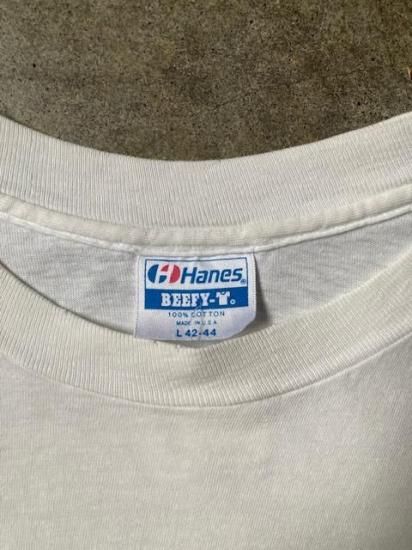 Hanes®
BEEFY-T®
100% COTTON
MADE IN U.S.A.
L 42-44